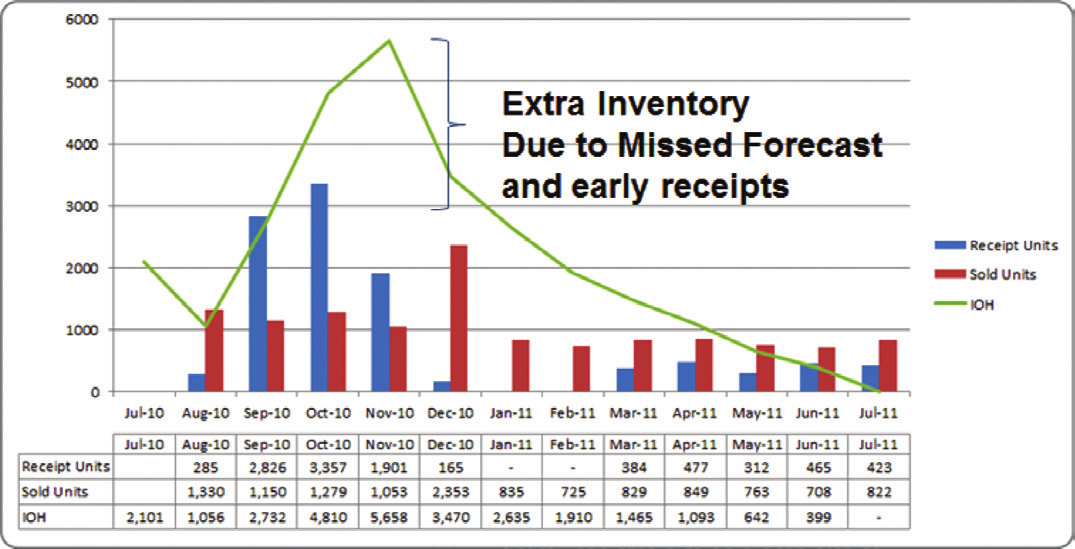 6000
5000
4000
3000
2000
1000
0
Extra Inventory
Due to Missed Forecast
and early receipts
Receipt Units
Sold Units
IOH
Jul-10 Aug-10 Sep-10 Oct-10 Nov-10 Dec-10 Jan-11 Feb-11 Mar-11 Apr-11 May-11 Jun-11 Jul-11
Jul-10 Aug-10 Sep-10 Oct-10 Nov-10 Dec-10 Jan-11 Feb-11 Mar-11 Apr-11 May-11 Jun-11 Jul-11
Receipt Units 285 2,826 3,357 1,901 165 - - 384 477 312 465 423
Sold Units 1,330 1,150 1,279 1,053 2,353 835 725 829 849 763 708 822
IOH 2,101 1,056 2,732 4,810 5,658 3,470 2,635 1,910 1,465 1,093 642 399 -